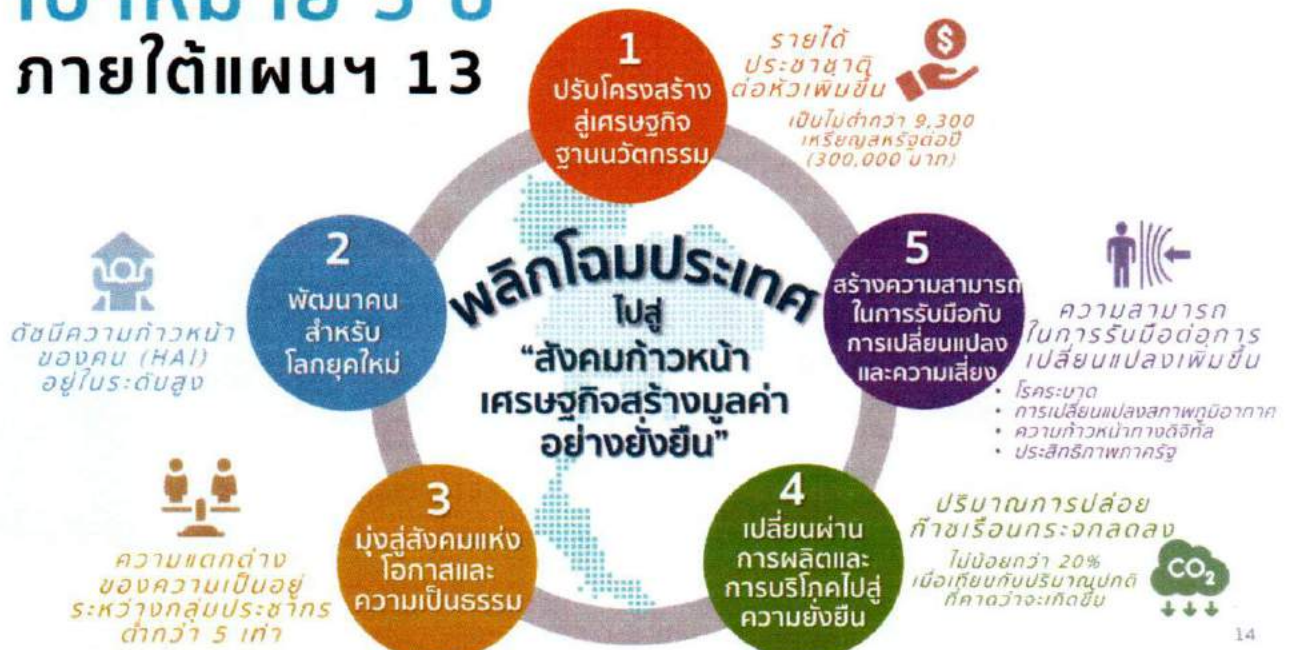 เป้าหมาย 5 ปี
ภายใต้แผนฯ 13
1
ปรับโครงสร้าง
สู่เศรษฐกิจ
ฐานนวัตกรรม
รายได้
ประชาชาติ
ต่อหัวเพิ่มขึ้น
$
เป็นไม่ต่ำกว่า 9,300
เหรียญสหรัฐต่อปี
(300,000 บาท)
2
พัฒนาคน
สำหรับ
โลกยุคใหม่
ดัชนีความก้าวหน้า
ของคน (HAI)
อยู่ในระดับสูง
พลิกโฉมประเทศ
ไปสู่
“สังคมก้าวหน้า
เศรษฐกิจสร้างมูลค่า
อย่างยั่งยืน”
5
สร้างความสามารถ
ในการรับมือกับ
การเปลี่ยนแปลง
และความเสี่ยง
ความสามารถ
ในการรับมือต่อการ
เปลี่ยนแปลงเพิ่มขึ้น
• โรคระบาด
• การเปลี่ยนแปลงสภาพภูมิอากาศ
• ความก้าวหน้าทางดิจิทัล
• ประสิทธิภาพภาครัฐ
3
มุ่งสู่สังคมแห่ง
โอกาสและ
ความเป็นธรรม
ความแตกต่าง
ของความเป็นอยู่
ระหว่างกลุ่มประชากร
ต่ำกว่า 5 เท่า
4
เปลี่ยนผ่าน
การผลิตและ
การบริโภคไปสู่
ความยั่งยืน
ปริมาณการปล่อย
ก๊าซเรือนกระจกลดลง
ไม่น้อยกว่า 20%
เมื่อเทียบกับปริมาณปกติ
ที่คาดว่าจะเกิดขึ้น
CO2
14